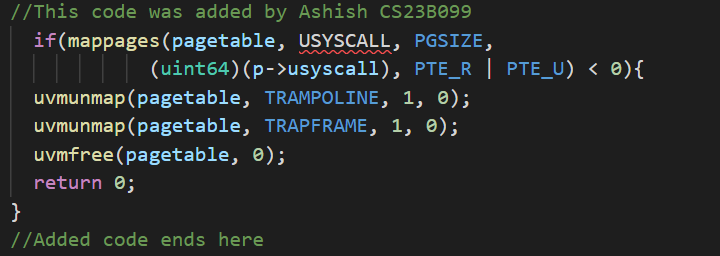 //This code was added by Ashish CS23B099
if(mappages(pagetable, USYSCALL, PGSIZE,
(uint64)(p->usyscall), PTE_R | PTE_U) < 0){
uvmunmap(pagetable, TRAMPOLINE, 1, 0);
uvmunmap(pagetable, TRAPFRAME, 1, 0);
uvmfree(pagetable, 0);
return 0;
}
//Added code ends here